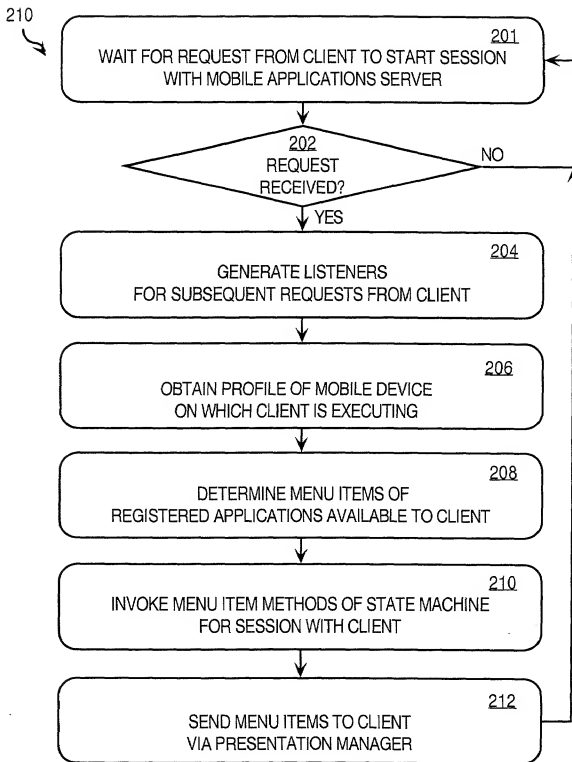 210
201
WAIT FOR REQUEST FROM CLIENT TO START SESSION
WITH MOBILE APPLICATIONS SERVER
202
REQUEST
RECEIVED?
NO
YES
204
GENERATE LISTENERS
FOR SUBSEQUENT REQUESTS FROM CLIENT
206
OBTAIN PROFILE OF MOBILE DEVICE
ON WHICH CLIENT IS EXECUTING
208
DETERMINE MENU ITEMS OF
REGISTERED APPLICATIONS AVAILABLE TO CLIENT
210
INVOKE MENU ITEM METHODS OF STATE MACHINE
FOR SESSION WITH CLIENT
212
SEND MENU ITEMS TO CLIENT
VIA PRESENTATION MANAGER